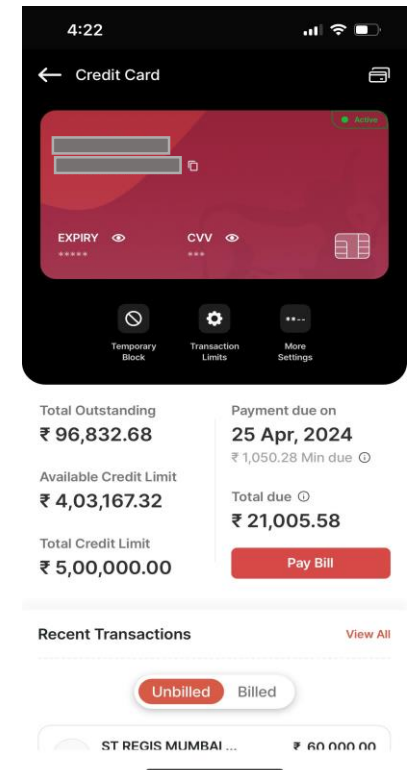 4:22
Credit Card
Active
EXPIRY
*****
CVV
***
Temporary
Block
Transaction
Limits
More
Settings
Total Outstanding
₹ 96,832.68
Available Credit Limit
₹ 4,03,167.32
Total Credit Limit
₹ 5,00,000.00
Payment due on
25 Apr, 2024
₹ 1,050.28 Min due
Total due
₹ 21,005.58
Pay Bill
Recent Transactions
View All
Unbilled
Billed
ST REGIS MUMBAI ...
₹ 60,000.00